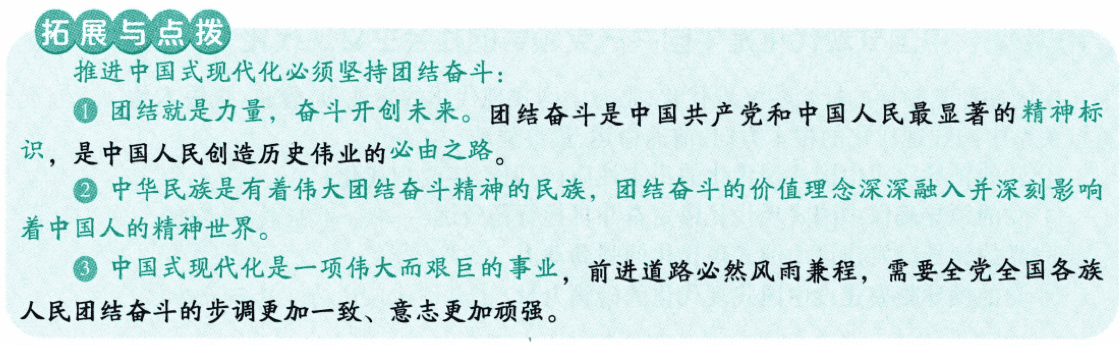 拓展与点拨
推进中国式现代化必须坚持团结奋斗：
❶ 团结就是力量，奋斗开创未来。团结奋斗是中国共产党和中国人民最显著的精神标
识，是中国人民创造历史伟业的必由之路。
❷ 中华民族是有着伟大团结奋斗精神的民族，团结奋斗的价值理念深深融入并深刻影响
着中国人的精神世界。
❸ 中国式现代化是一项伟大而艰巨的事业，前进道路必然风雨兼程，需要全党全国各族
人民团结奋斗的步调更加一致、意志更加顽强。